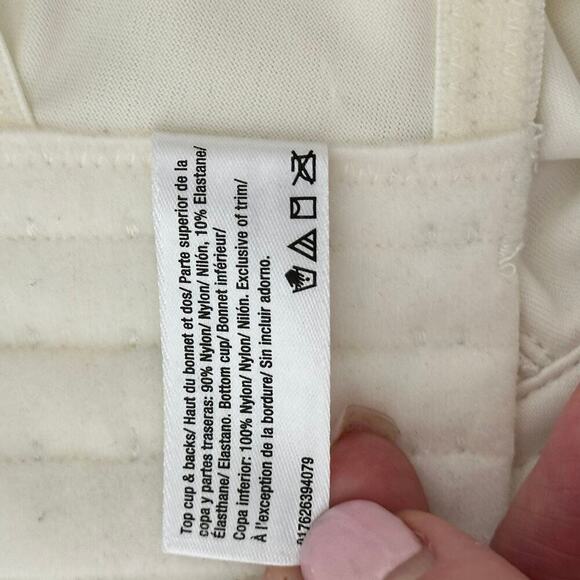 Top cup & backs/ Haut du bonnet et dos/ Parte superior de la
copa y partes traseras: 90% Nylon/ Nylon/ Nilón, 10% Elastane/
Élasthane/ Elastano. Bottom cup/ Bonnet inférieur/
Copa inferior: 100% Nylon/ Nylon/ Nilón. Exclusive of trim/
À l'exception de la bordure/ Sin incluir adorno.
017626394079